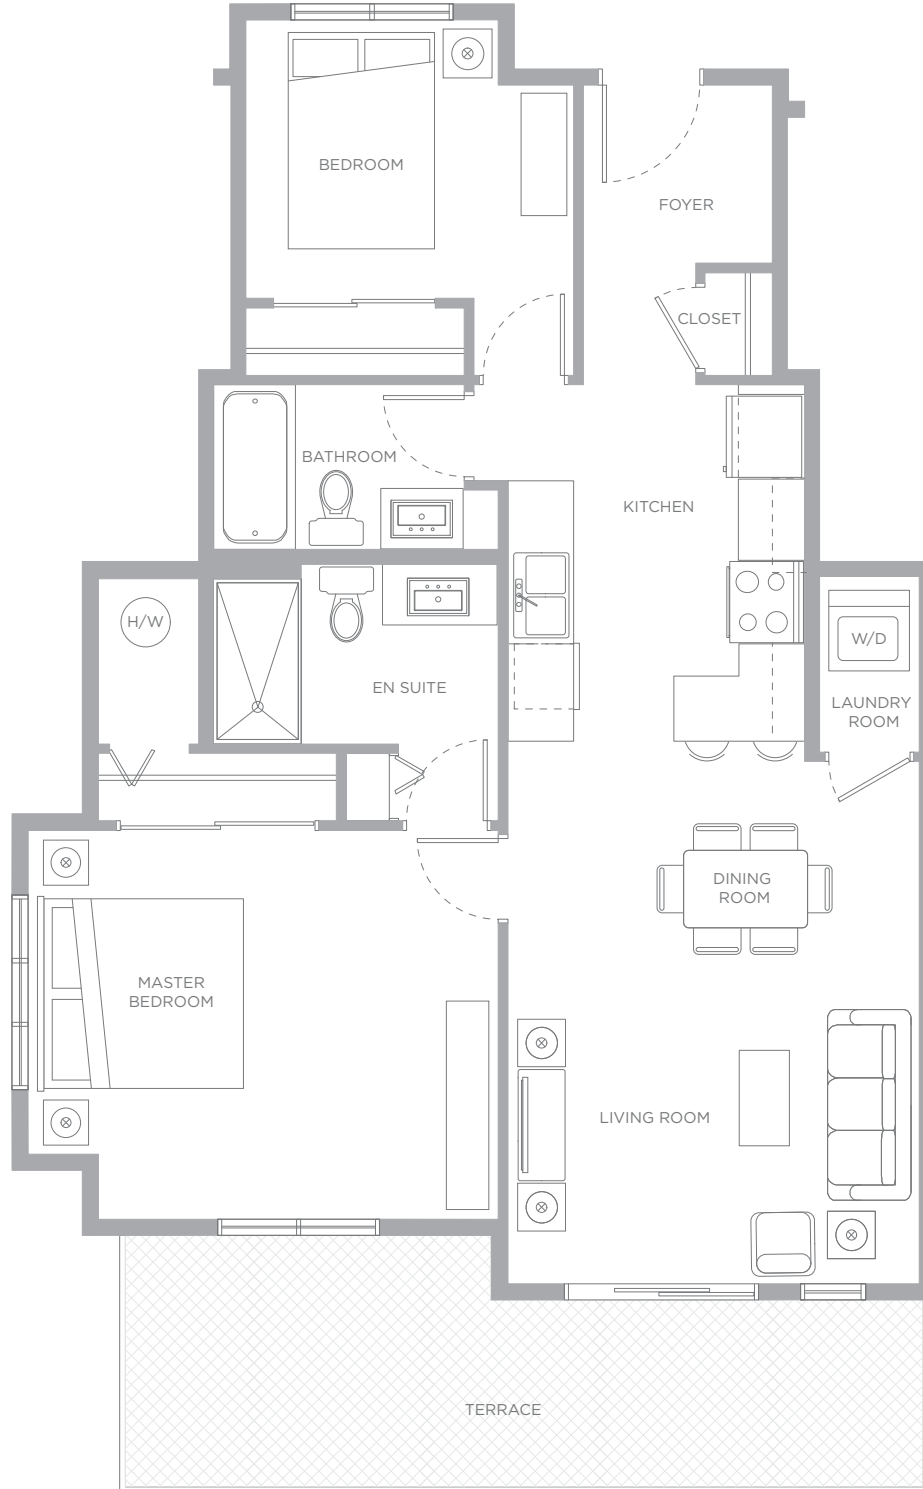 BEDROOM
FOYER
CLOSET
BATHROOM
KITCHEN
H/W
W/D
EN SUITE
LAUNDRY
ROOM
DINING
ROOM
MASTER
BEDROOM
LIVING ROOM
TERRACE